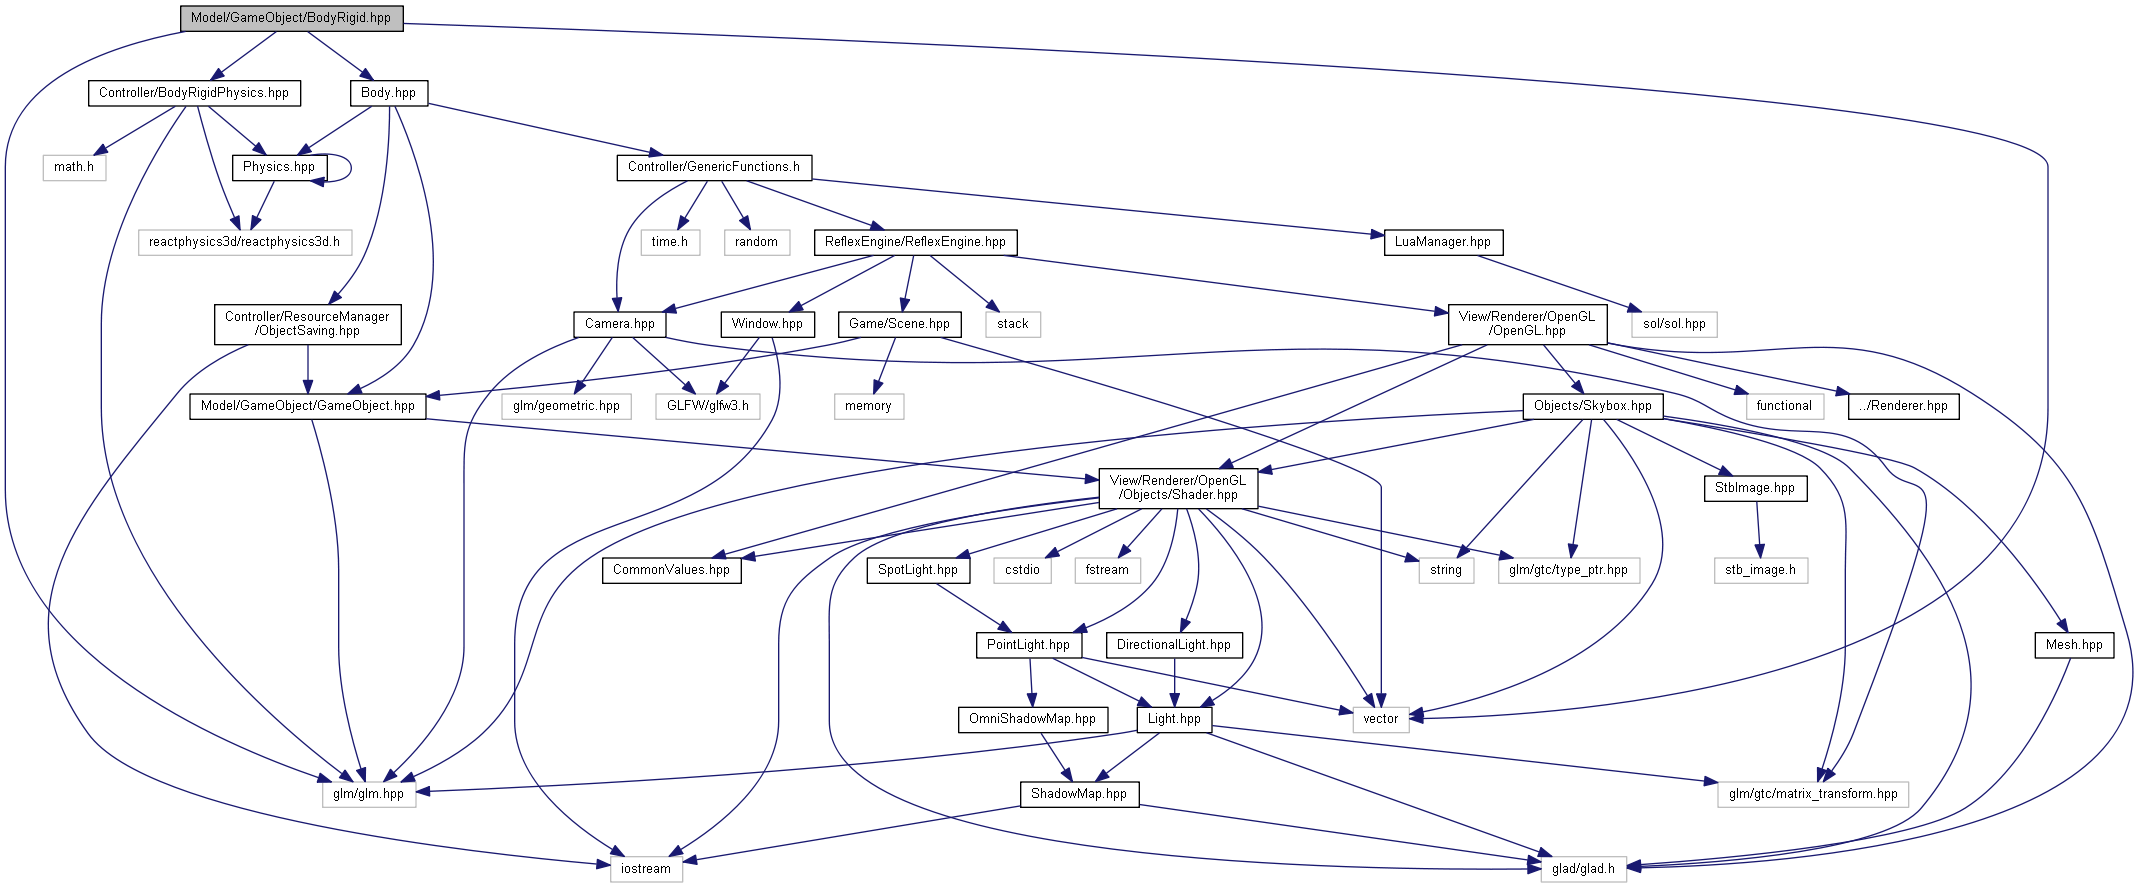 Model/GameObject/BodyRigid.hpp
Controller/BodyRigidPhysics.hpp
Body.hpp
math.h
Physics.hpp
Controller/GenericFunctions.h
reactphysics3d/reactphysics3d.h
time.h
random
ReflexEngine/ReflexEngine.hpp
LuaManager.hpp
Controller/ResourceManager
/ObjectSaving.hpp
Camera.hpp
Window.hpp
Game/Scene.hpp
stack
View/Renderer/OpenGL
/OpenGL.hpp
sol/sol.hpp
Model/GameObject/GameObject.hpp
glm/geometric.hpp
GLFW/glfw3.h
memory
Objects/Skybox.hpp
functional
../Renderer.hpp
View/Renderer/OpenGL
/Objects/Shader.hpp
StbImage.hpp
CommonValues.hpp
SpotLight.hpp
cstdio
fstream
string
glm/gtc/type_ptr.hpp
stb_image.h
PointLight.hpp
DirectionalLight.hpp
Mesh.hpp
OmniShadowMap.hpp
Light.hpp
vector
glm/glm.hpp
ShadowMap.hpp
glm/gtc/matrix_transform.hpp
iostream
glad/glad.h